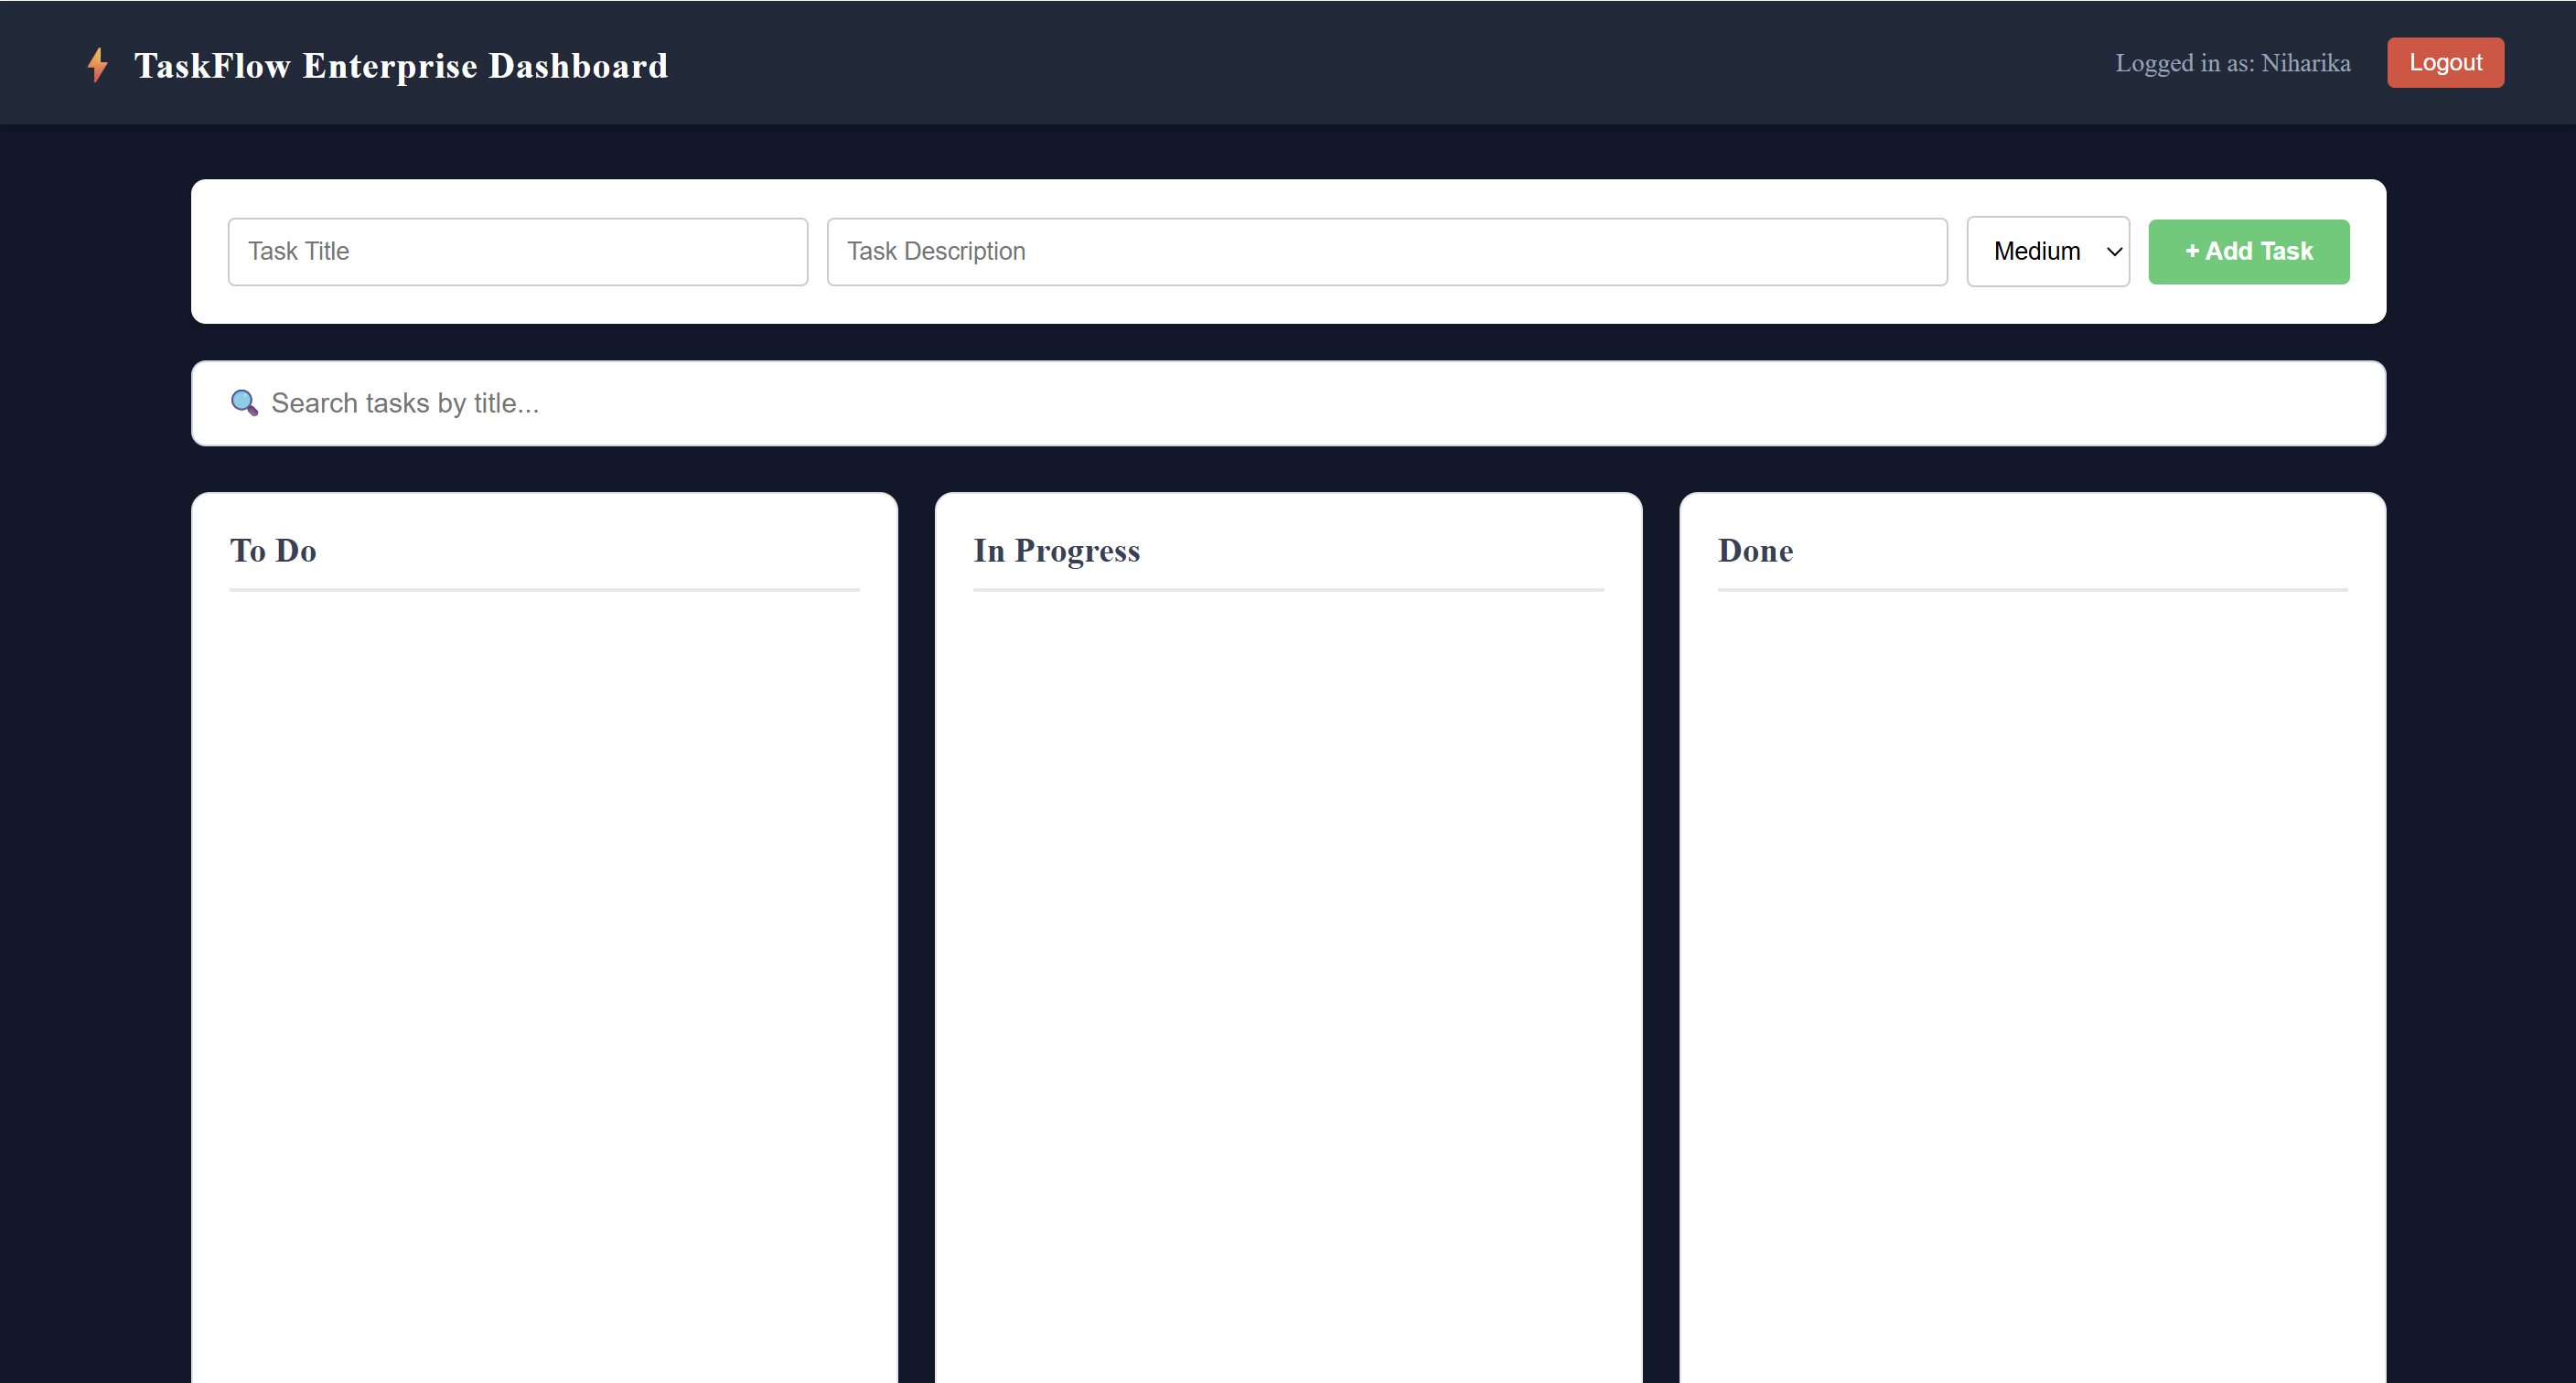 TaskFlow Enterprise Dashboard
Logged in as: Niharika
Logout
Task Title
Task Description
Medium
+ Add Task
Search tasks by title...
To Do
In Progress
Done